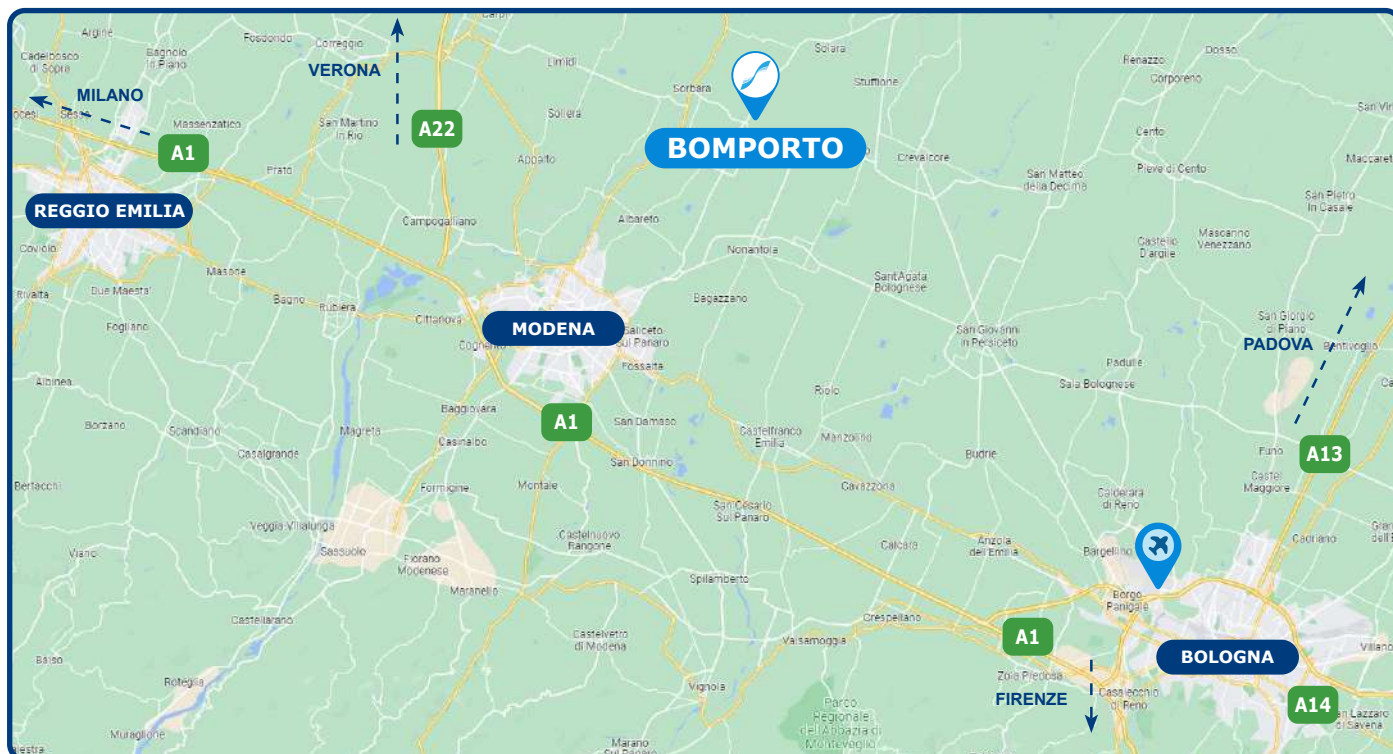 Argine
Fosdondo
Correggio
Carpi
Solara
Dosso
Cadelbosco
di Sopra
Bagnolo
in Piano
VERONA
Limidi
Renazzo
Corporeno
Stuffione
Sorbara
MILANO
Sesso
Massenzatico
San Martino
In Rio
A22
Soliera
Cento
A1
Prato
Appalto
BOMPORTO
Crevalcore
San Matteo
della Decima
Pieve di Cento
REGGIO EMILIA
Campogalliano
Albareto
San Pietro
In Casale
Coviolo
Nonantola
Mascarino
Venezzano
Castello
D'argile
Masone
Sant'Agata
Bolognese
Rivalta
Due Maesta'
Bagno
Rubiera
Bagazzano
Fogliano
Cittanova
MODENA
Saliceto
Sul Panaro
San Giovanni
in Persiceto
San Giorgio
di Piano
PADOVA
Bentivoglio
Cognento
Fossalta
Padulle
Albinea
Riolo
Sala Bolognese
Baggiovara
Borzano
Scandiano
Magreta
Casinalbo
A1
San Damaso
Castelfranco
Emilia
Manzolino
Casalgrande
San Donnino
Budrie
Funo
A13
Bertacchi
Formigine
Montale
Cavazzona
Castel
Maggiore
Calderara
di Reno
San Cesario
Sul Panaro
Veggia-Villalunga
Castelnuovo
Rangone
Calcara
Anzola
dell'Emilia
Bargellino
Cadriano
Viano
Sassuolo
Fiorano
Modenese
Spilamberto
Maranello
Borgo
Panigale
Castellarano
Crespellano
Castelvetro
di Modena
Valsamoggia
A1
BOLOGNA
Baiso
Zola Predosa
Roteglia
Vignola
FIRENZE
Casalecchio
di Reno
A14
San Lazzaro
di Savena
Parco
Regionale
dell'Abbazia di
Monteveglio
Muraglione
Marano
Sul Panaro